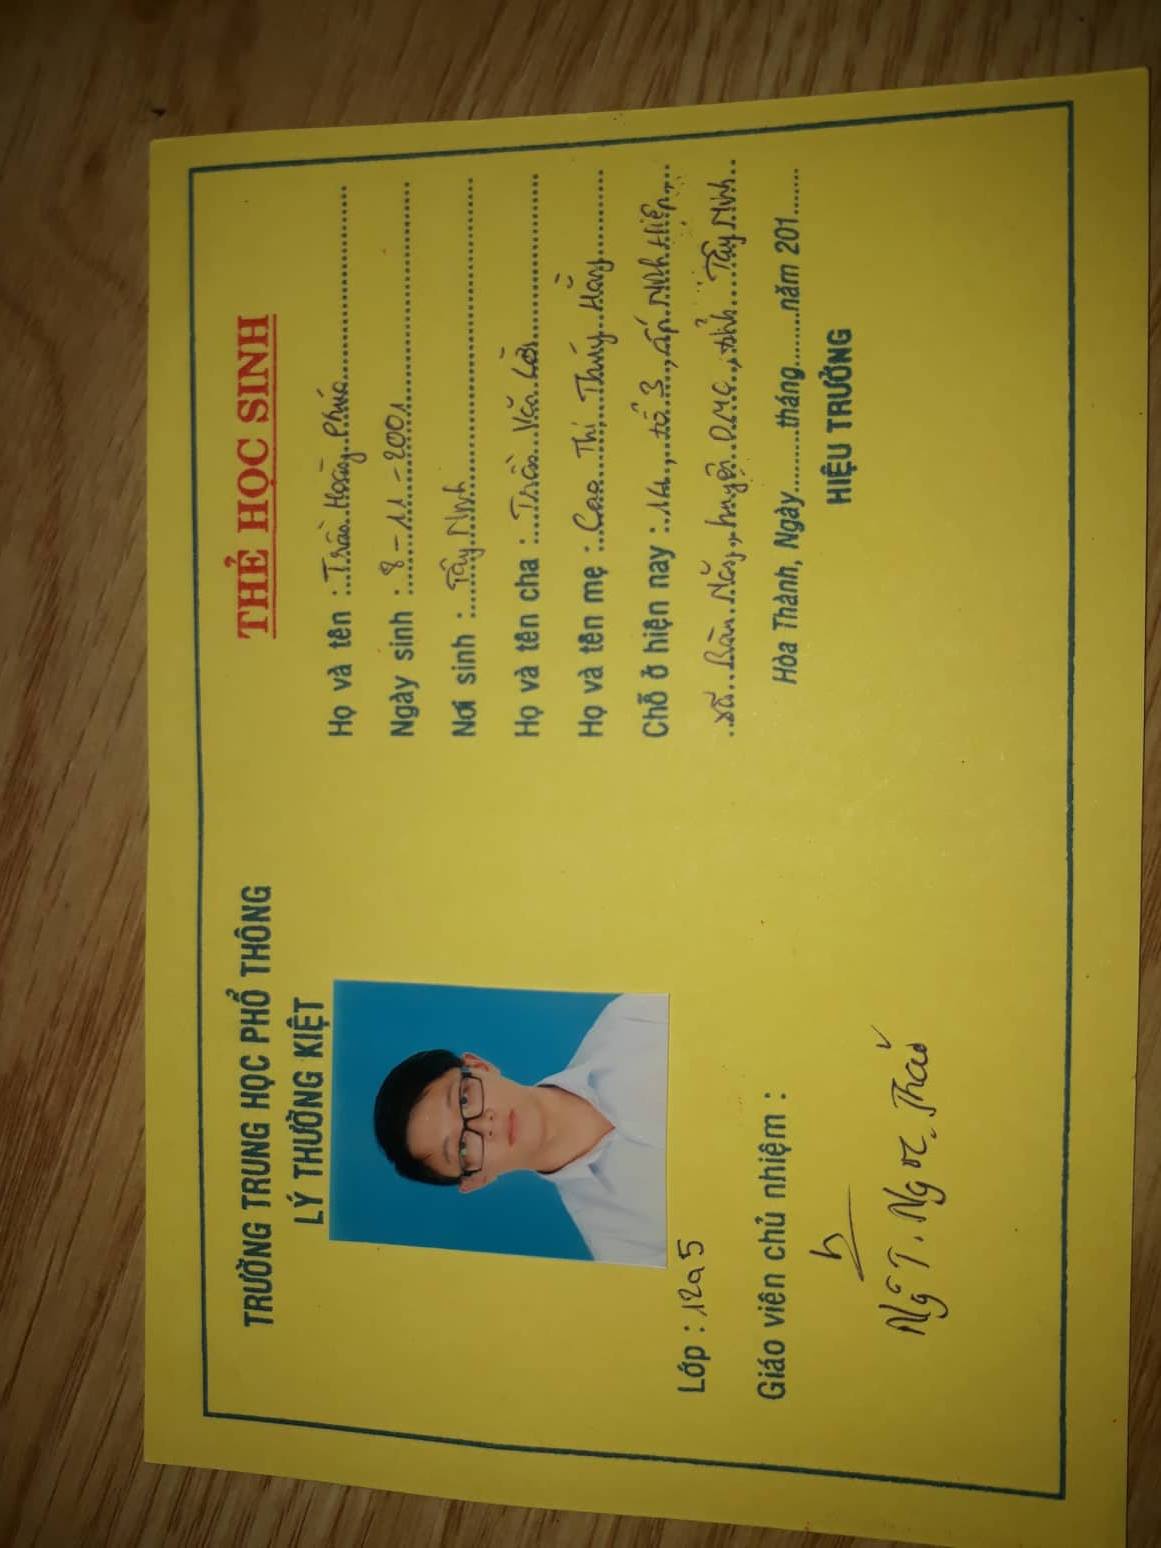 TRƯỜNG TRUNG HỌC PHỔ THÔNG
LÝ THƯỜNG KIỆT
Lớp : 12a5
Giáo viên chủ nhiệm :
Ngô T. Ngọc Thảo
THẺ HỌC SINH
Họ và tên : Trần Hoàng Phúc
Ngày sinh : 8-11-2001
Nơi sinh : Tây Ninh
Họ và tên cha : Trần Văn Lời
Họ và tên mẹ : Cao Thị Thúy Hằng
Chỗ ở hiện nay : 14, tổ 3, ấp Ninh Hiệp,
xã Bàu Năng, huyện DMC, tỉnh Tây Ninh
Hòa Thành, Ngày........tháng........năm 201......
HIỆU TRƯỞNG